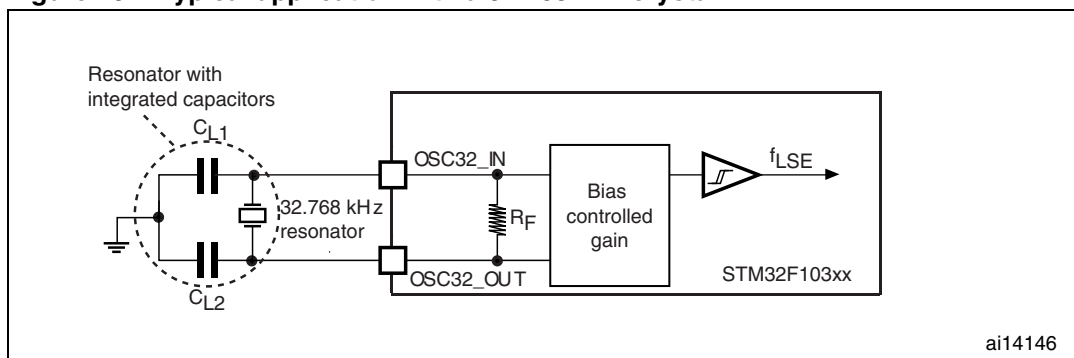 Resonator with
integrated capacitors
CL1
OSC32_IN
fLSE
32.768 kHz
resonator
RF
Bias
controlled
gain
OSC32_OUT
STM32F103xx
CL2
ai14146